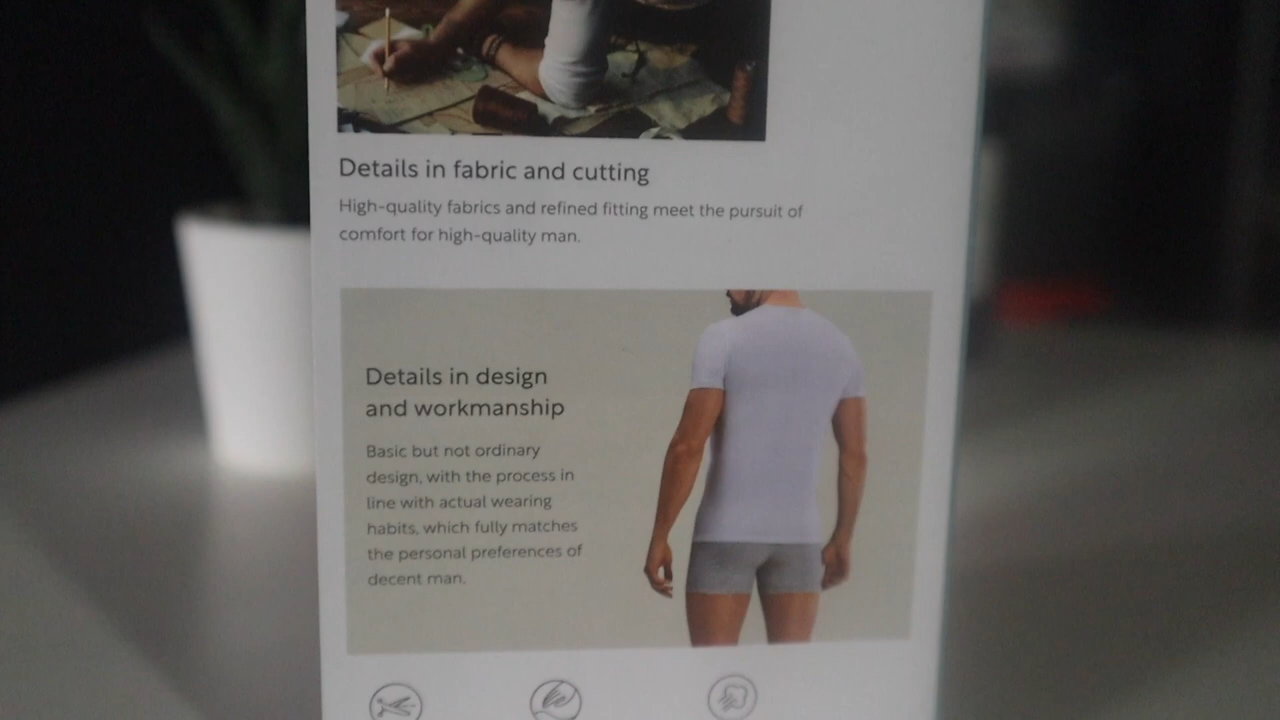 Details in fabric and cutting
High-quality fabrics and refined fitting meet the pursuit of
comfort for high-quality man.
Details in design
and workmanship
Basic but not ordinary
design, with the process in
line with actual wearing
habits, which fully matches
the personal preferences of
decent man.